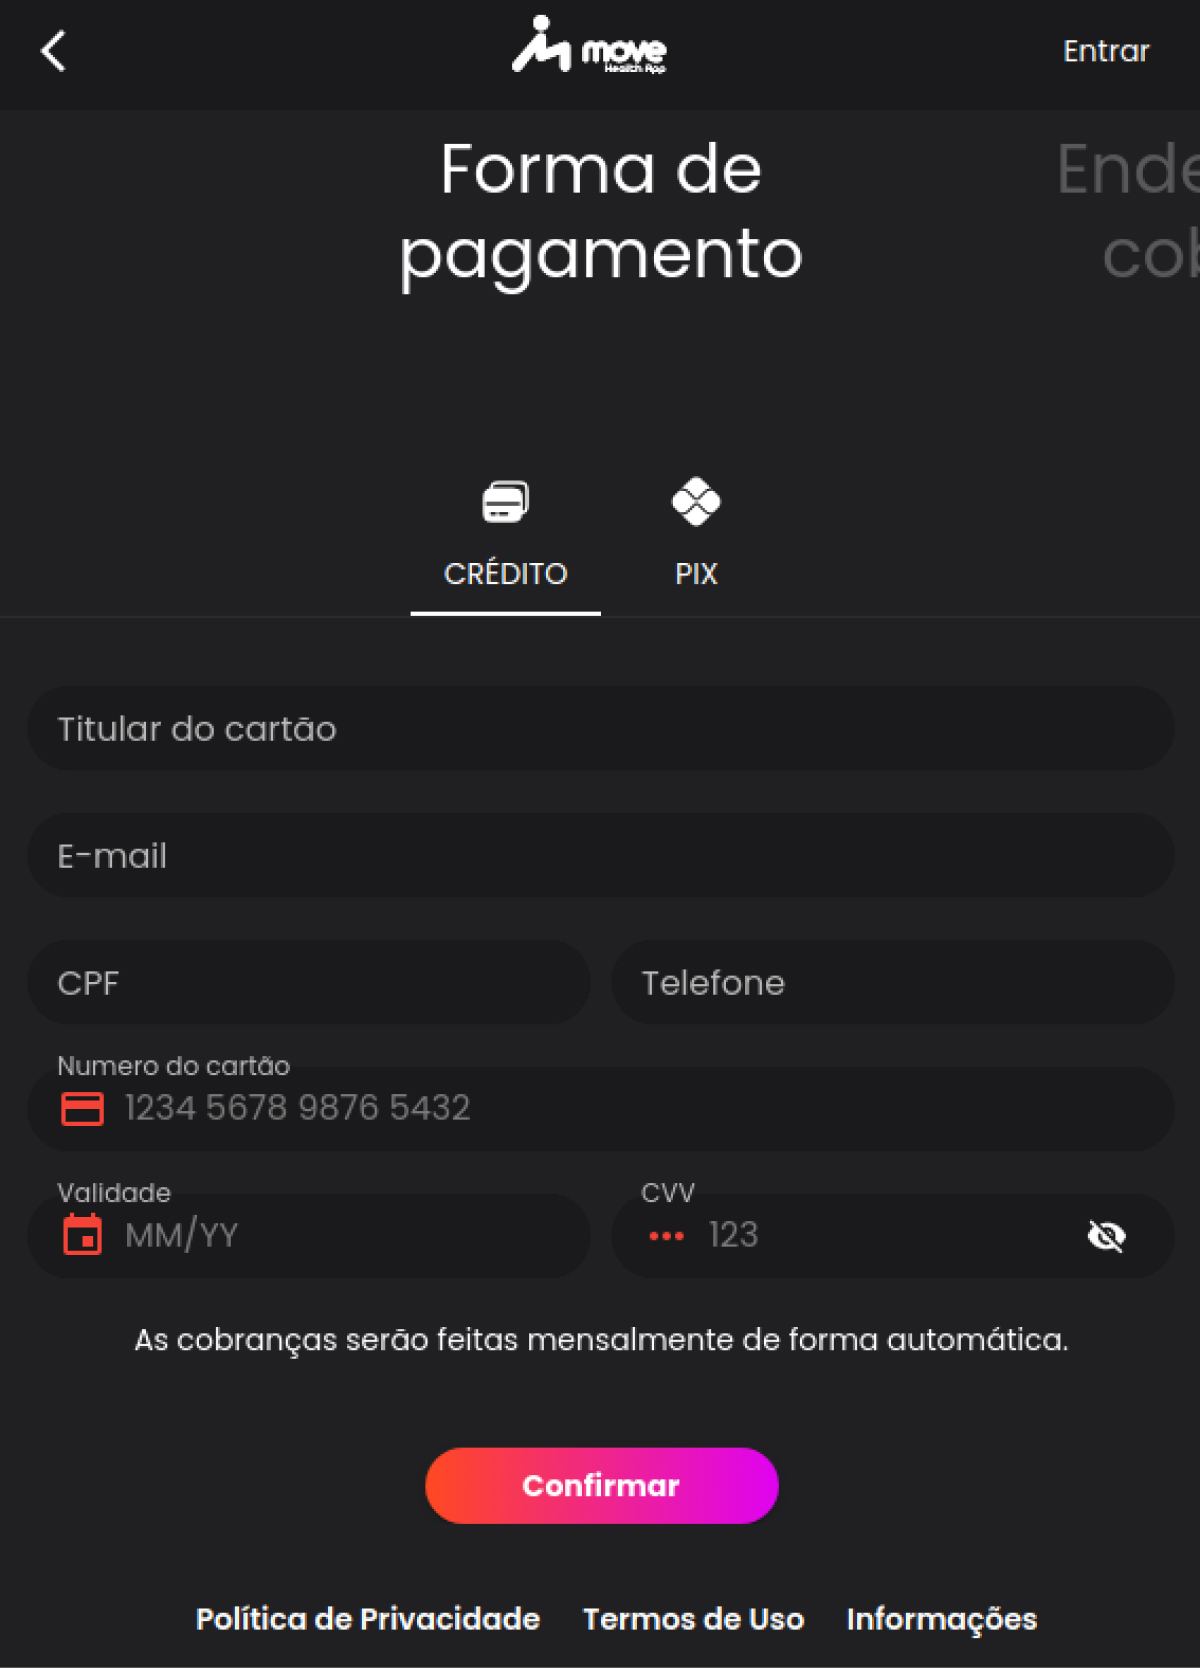 move
Health App
Entrar
Forma de
pagamento
Ende
cob
CRÉDITO
PIX
Titular do cartão
E-mail
CPF
Telefone
Numero do cartão
1234 5678 9876 5432
Validade
MM/YY
CVV
123
As cobranças serão feitas mensalmente de forma automática.
Confirmar
Política de Privacidade
Termos de Uso
Informações